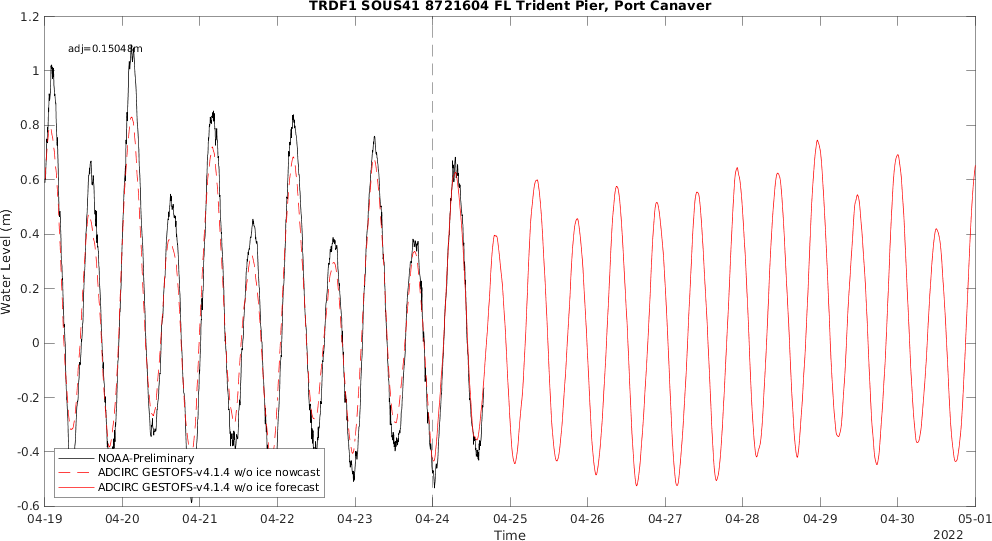 TRDF1 SOUS41 8721604 FL Trident Pier, Port Canaver
1.2
adj=0.15048m
1
0.8
0.6
0.4
0.2
0
-0.2
-0.4
-0.6
Water Level (m)
NOAA-Preliminary
ADCIRC GESTOFS-v4.1.4 w/o ice nowcast
ADCIRC GESTOFS-v4.1.4 w/o ice forecast
04-19 04-20 04-21 04-22 04-23 04-24 04-25 04-26 04-27 04-28 04-29 04-30 05-01
Time
2022